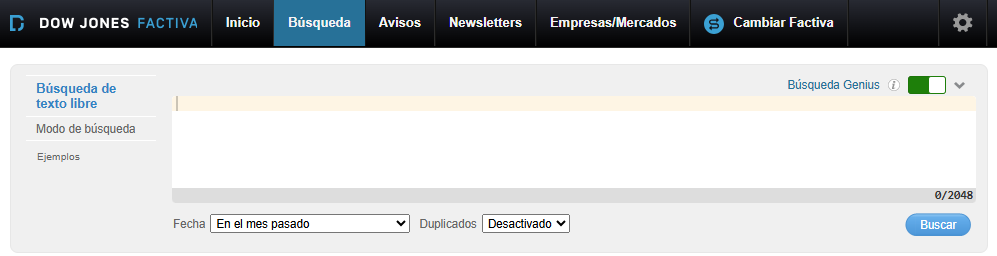 DOW JONES FACTIVA
Inicio
Búsqueda
Avisos
Newsletters
Empresas/Mercados
Cambiar Factiva
Búsqueda de
texto libre
Modo de búsqueda
Ejemplos
Búsqueda Genius
i
0/2048
Fecha
En el mes pasado
Duplicados
Desactivado
Buscar